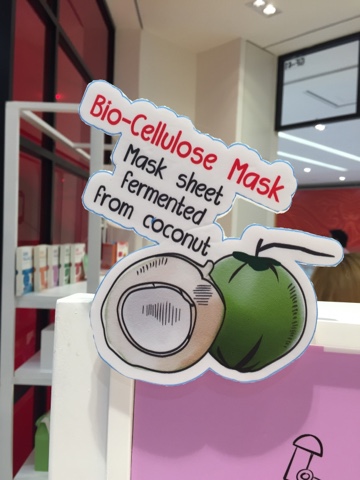 Bio-Cellulose Mask
Mask sheet
fermented
from coconut